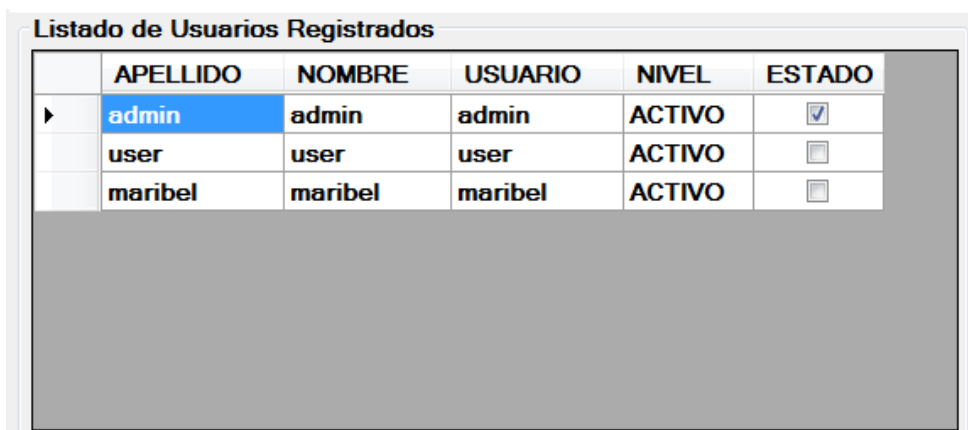 Listado de Usuarios Registrados
APELLIDO NOMBRE USUARIO NIVEL ESTADO
admin admin admin ACTIVO
user user user ACTIVO
maribel maribel maribel ACTIVO